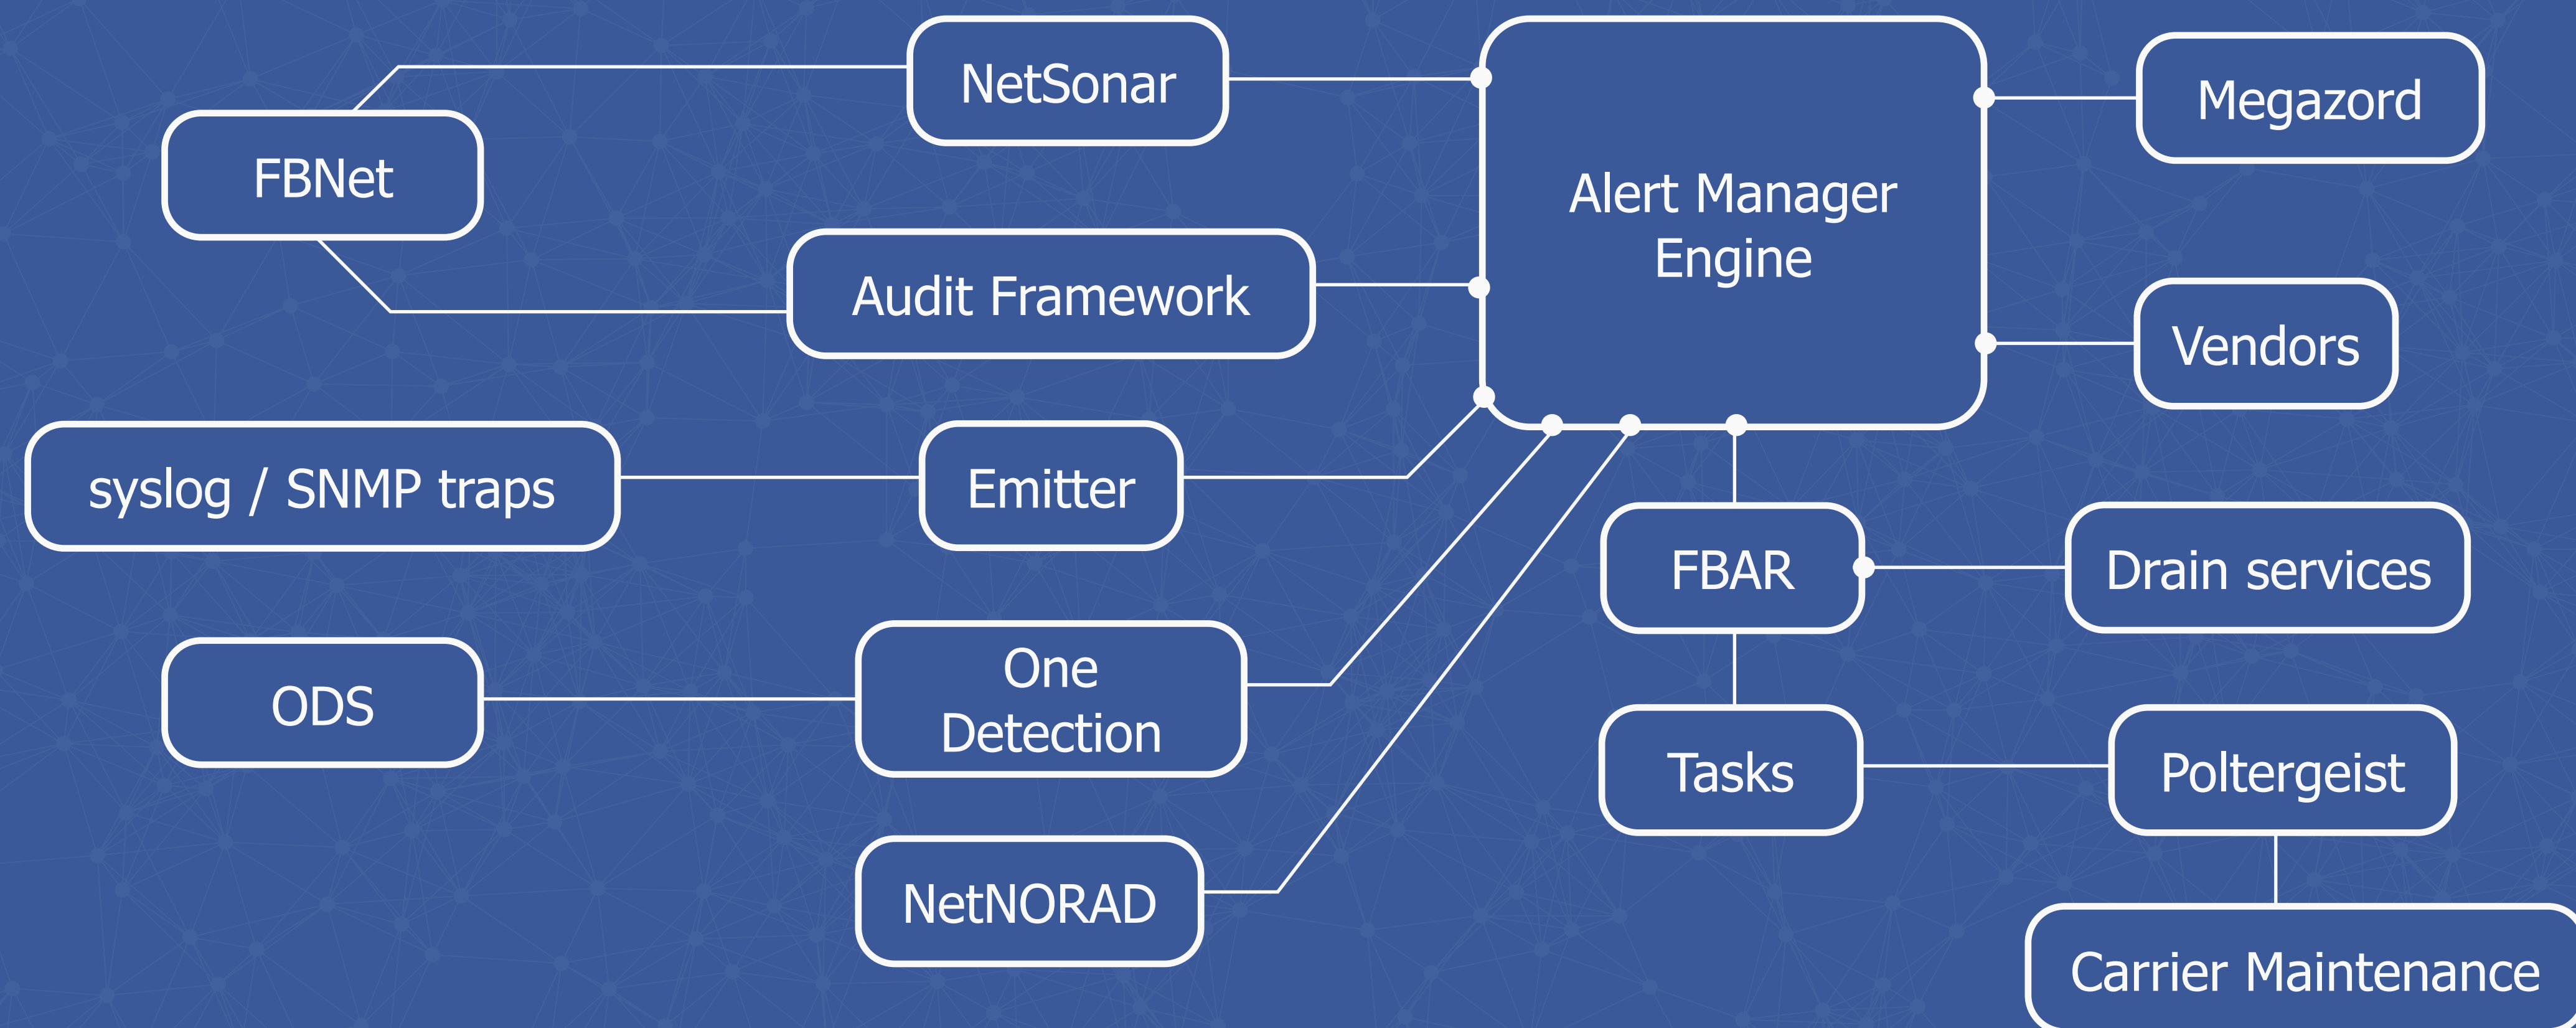 NetSonar
Megazord
FBNet
Alert Manager
Engine
Audit Framework
Vendors
syslog / SNMP traps
Emitter
FBAR
Drain services
ODS
One
Detection
Tasks
Poltergeist
NetNORAD
Carrier Maintenance